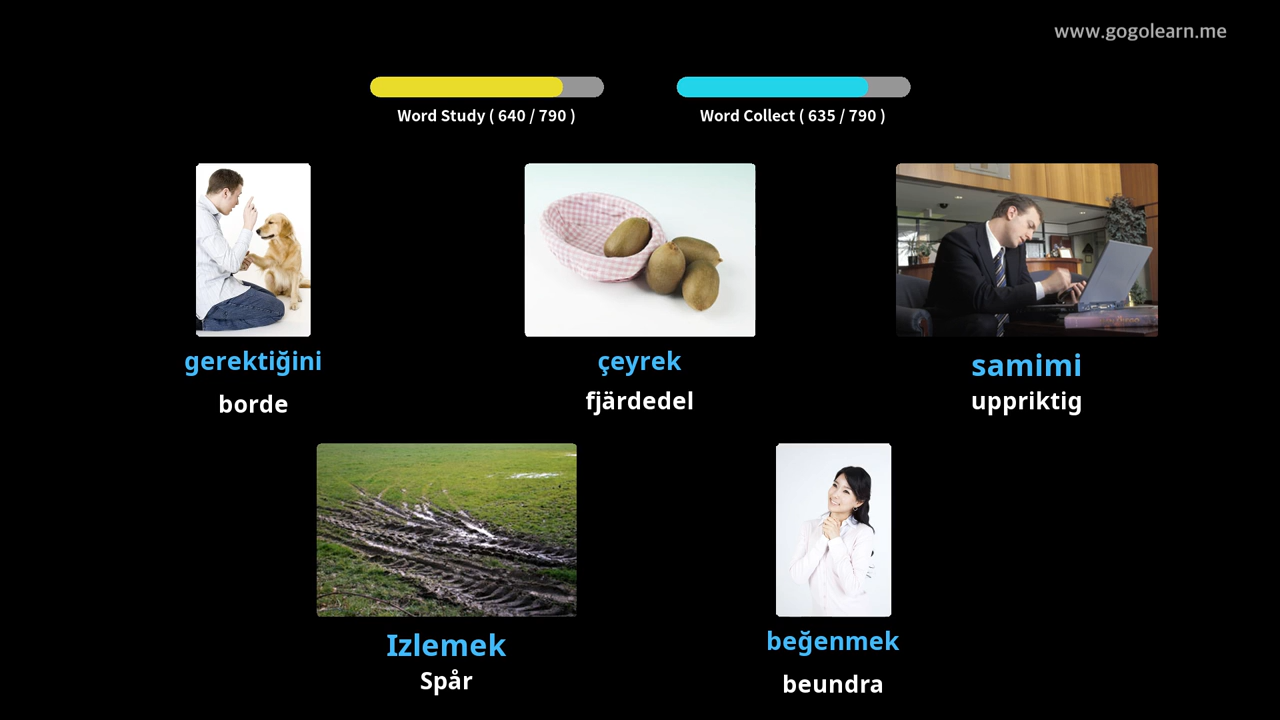 www.gogolearn.me
Word Study ( 640 / 790 )
Word Collect ( 635 / 790 )
gerektiğini
borde
çeyrek
fjärdedel
samimi
uppriktig
Izlemek
Spår
beğenmek
beundra